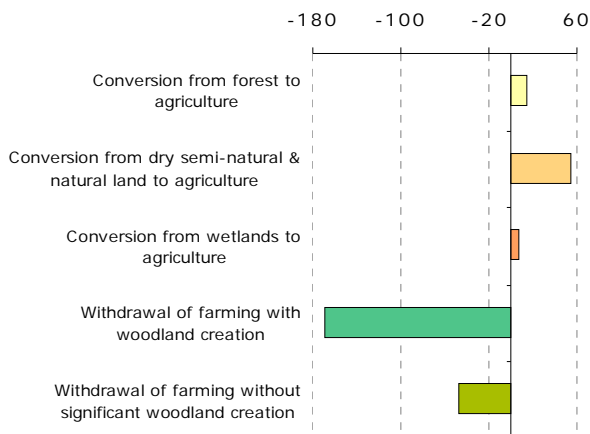 -180 -100 -20 60
Conversion from forest to
agriculture
Conversion from dry semi-natural &
natural land to agriculture
Conversion from wetlands to
agriculture
Withdrawal of farming with
woodland creation
Withdrawal of farming without
significant woodland creation